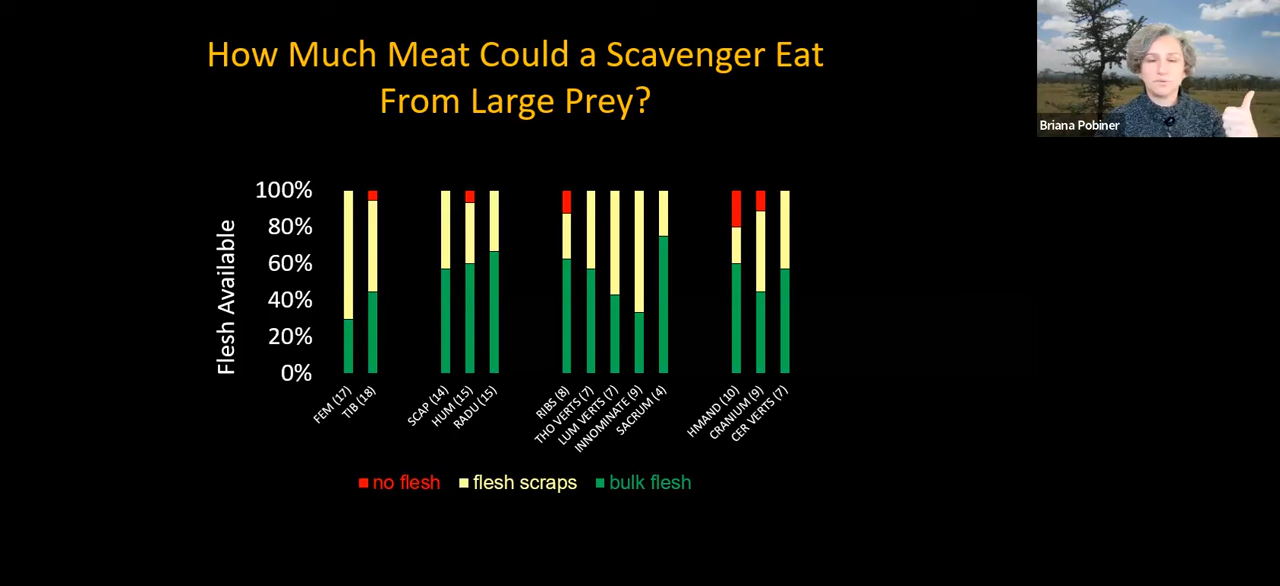 How Much Meat Could a Scavenger Eat
From Large Prey?
Briana Pobiner
Flesh Available
100%
80%
60%
40%
20%
0%
FEM (17)
TIB (18)
SCAP (14)
HUM (15)
RADU (15)
RIBS (8)
THO VERTS (7)
LUM VERTS (7)
INNOMINATE (9)
SACRUM (4)
HMAND (10)
CRANIUM (9)
CER VERTS (7)
no flesh
flesh scraps
bulk flesh